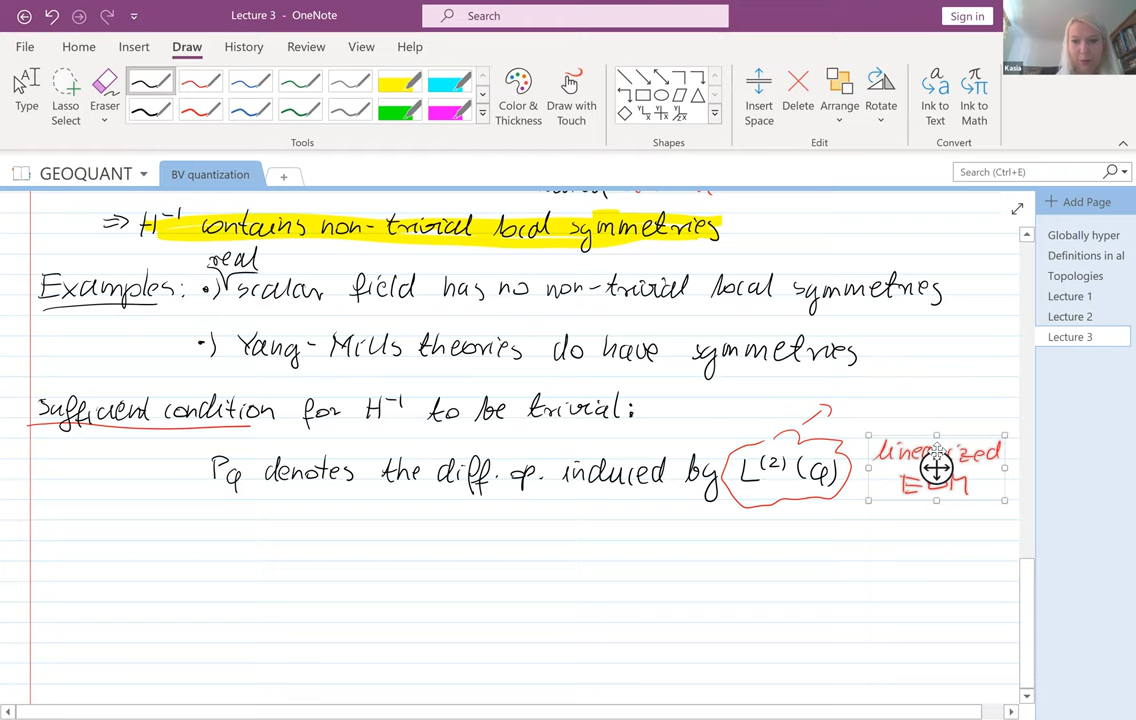 Lecture 3 - OneNote
Search
Sign in
File Home Insert Draw History Review View Help
Type
Lasso Select
Eraser
Color & Thickness
Draw with Touch
Insert Space
Delete
Arrange
Rotate
Ink to Text
Ink to Math
Tools
Shapes
Edit
Convert
Kasia
GEOQUANT
BV quantization
Search (Ctrl+E)
Add Page
Globally hyper
Definitions in al
Topologies
Lecture 1
Lecture 2
Lecture 3
=> H⁻¹ contains non-trivial local symmetries
real
Examples: •) scalar field has no non-trivial local symmetries
•) Yang-Mills theories do have symmetries
Sufficient condition for H⁻¹ to be trivial:
P_φ denotes the diff. op. induced by L⁽²⁾(φ)
linearized
EOM